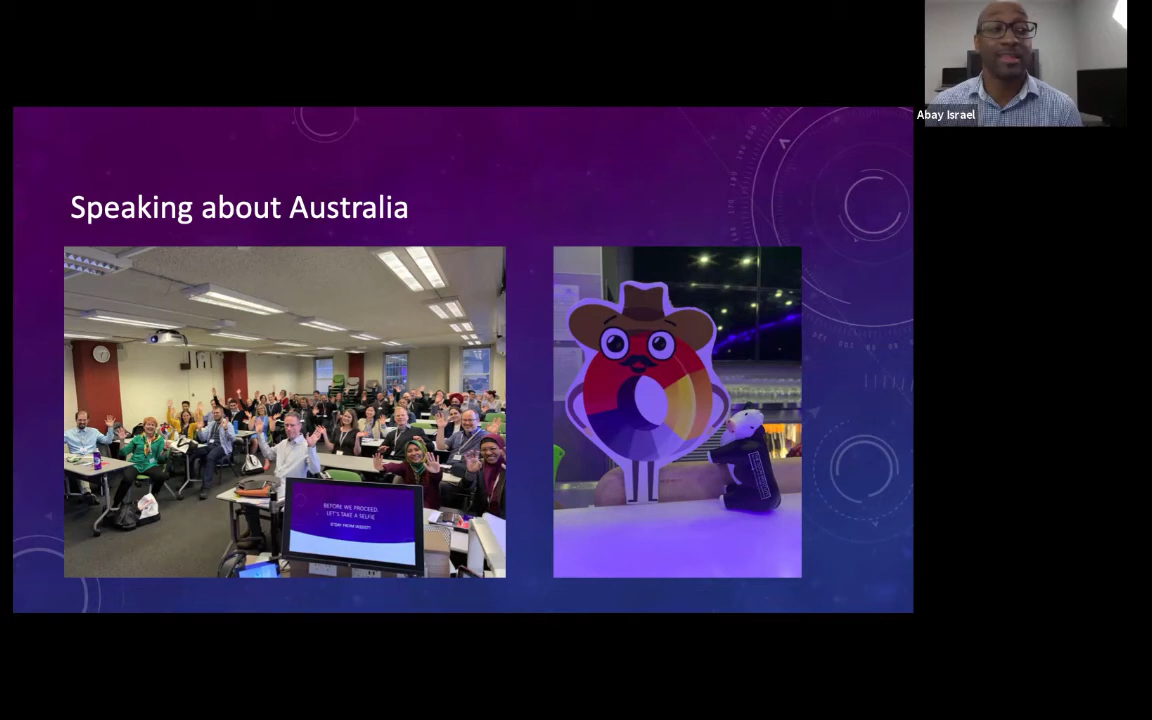 Abay Israel
Speaking about Australia
BEFORE WE PROCEED,
LET'S TAKE A SELFIE